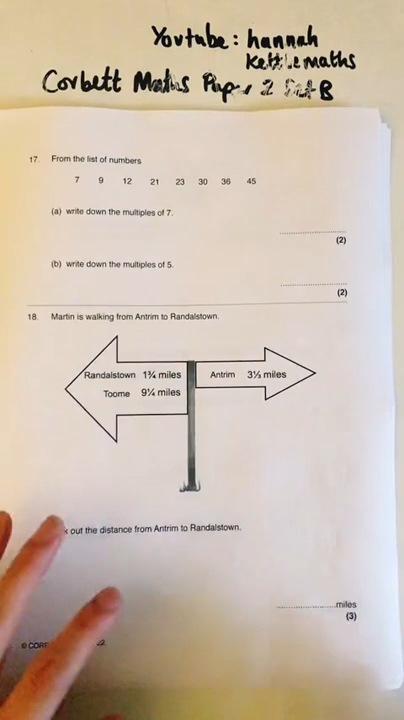 Youtube: hannah
kettlemaths
Corbett Maths Paper 2 Set B
17. From the list of numbers
7 9 12 21 23 30 36 45
(a) write down the multiples of 7.
(2)
(b) write down the multiples of 5.
(2)
18. Martin is walking from Antrim to Randalstown.
Randalstown 1¾ miles
Toome 9¼ miles
Antrim 3⅓ miles
out the distance from Antrim to Randalstown.
miles
(3)